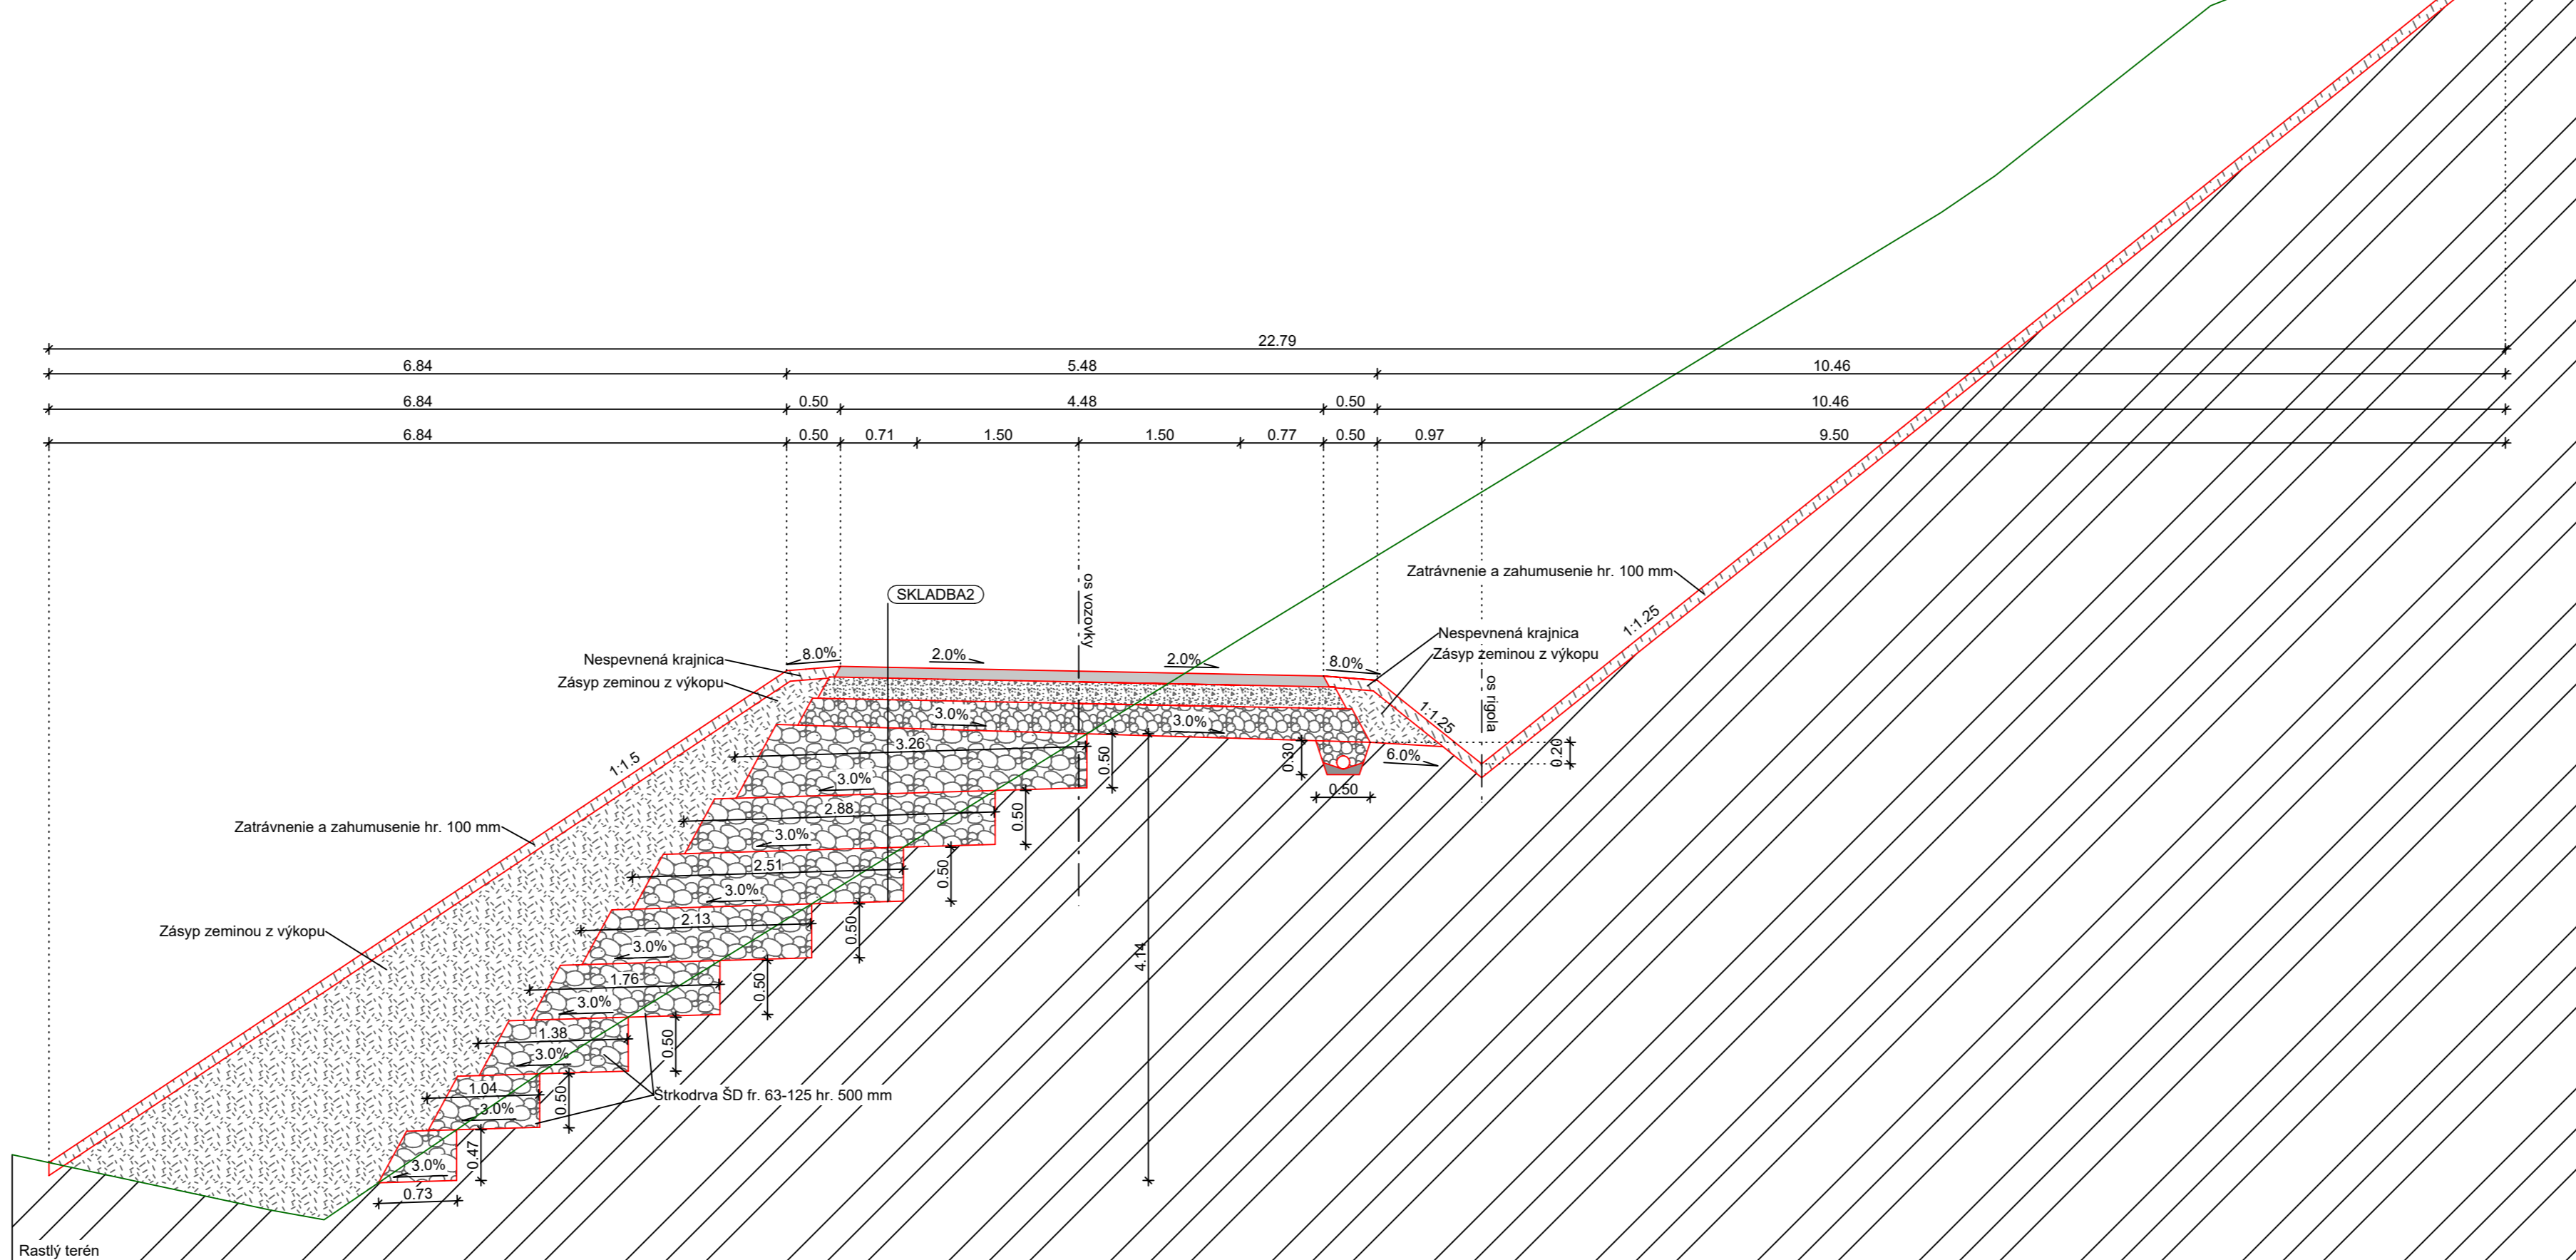 22.79
6.84 5.48 10.46
6.84 0.50 4.48 0.50 10.46
6.84 0.50 0.71 1.50 1.50 0.77 0.50 0.97 9.50
Zatrávnenie a zahumusenie hr. 100 mm
1:1.25
SKLADBA2
os vozovky
Nespevnená krajnica
Zásyp zeminou z výkopu
8.0%
2.0%
2.0%
8.0%
Nespevnená krajnica
Zásyp zeminou z výkopu
os rigola
1:1.25
3.0%
3.0%
1:1.5
3.26
0.50
0.30
6.0%
0.20
3.0%
0.50
2.88
0.50
Zatrávnenie a zahumusenie hr. 100 mm
3.0%
2.51
0.50
3.0%
2.13
0.50
Zásyp zeminou z výkopu
3.0%
4.14
1.76
0.50
3.0%
1.38
0.50
3.0%
1.04
0.50
Štrkodrva ŠD fr. 63-125 hr. 500 mm
3.0%
0.47
3.0%
0.73
Rastlý terén